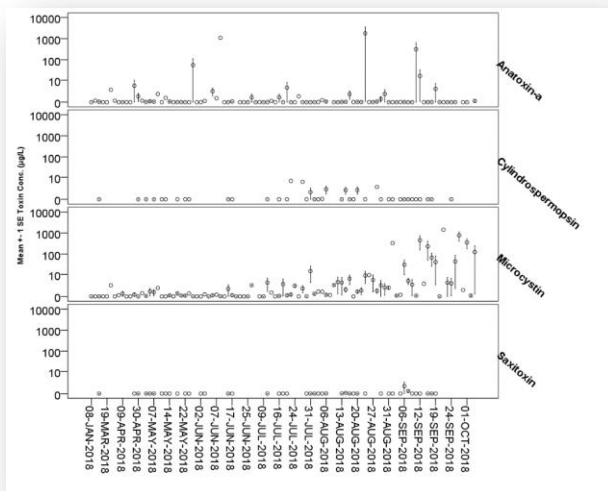 Mean +- 1 SE Toxin Conc. (µg/L)
10000
1000
100
10
0
Anatoxin-a
10000
1000
100
10
0
Cylindrospermopsin
10000
1000
100
10
0
Microcystin
10000
1000
100
10
0
Saxitoxin
08-JAN-2018
19-MAR-2018
09-APR-2018
30-APR-2018
07-MAY-2018
14-MAY-2018
22-MAY-2018
02-JUN-2018
07-JUN-2018
17-JUN-2018
25-JUN-2018
09-JUL-2018
16-JUL-2018
24-JUL-2018
31-JUL-2018
06-AUG-2018
13-AUG-2018
20-AUG-2018
27-AUG-2018
31-AUG-2018
06-SEP-2018
12-SEP-2018
19-SEP-2018
24-SEP-2018
01-OCT-2018